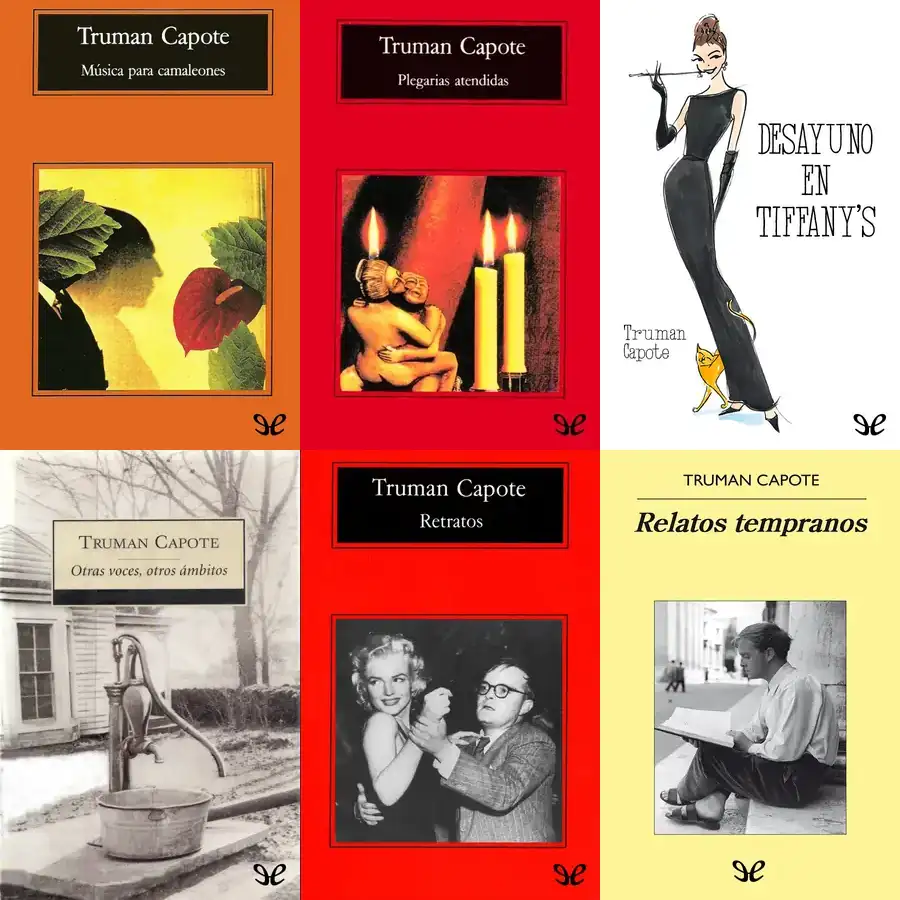 Truman Capote
Música para camaleones
Truman Capote
Plegarias atendidas
DESAYUNO
EN
TIFFANY'S
Truman
Capote
TRUMAN CAPOTE
Otras voces, otros ámbitos
Truman Capote
Retratos
TRUMAN CAPOTE
Relatos tempranos